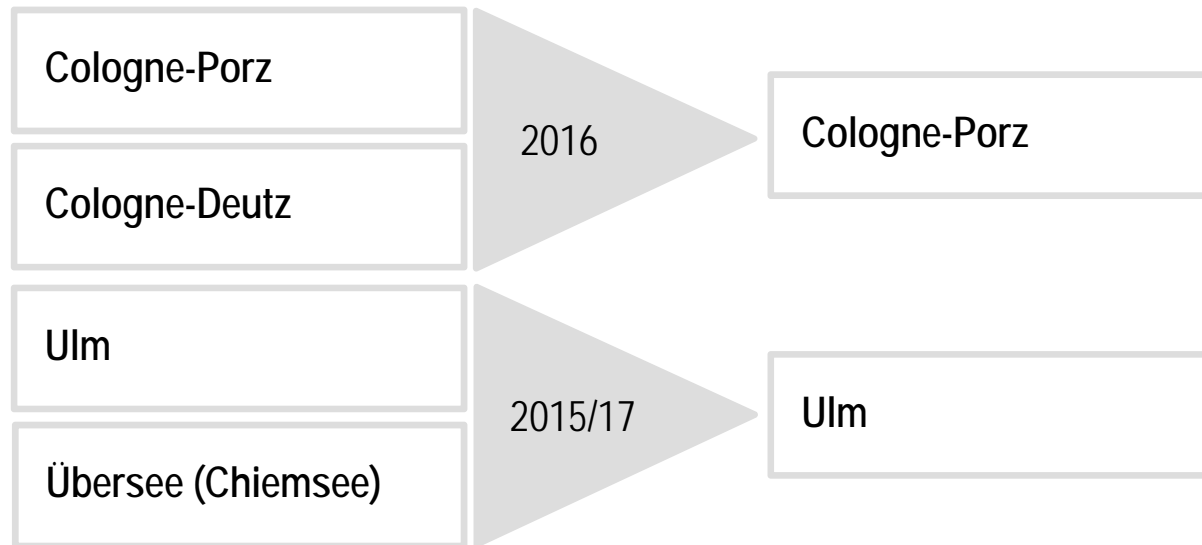 Cologne-Porz
Cologne-Deutz
2016
Cologne-Porz
Ulm
Übersee (Chiemsee)
2015/17
Ulm